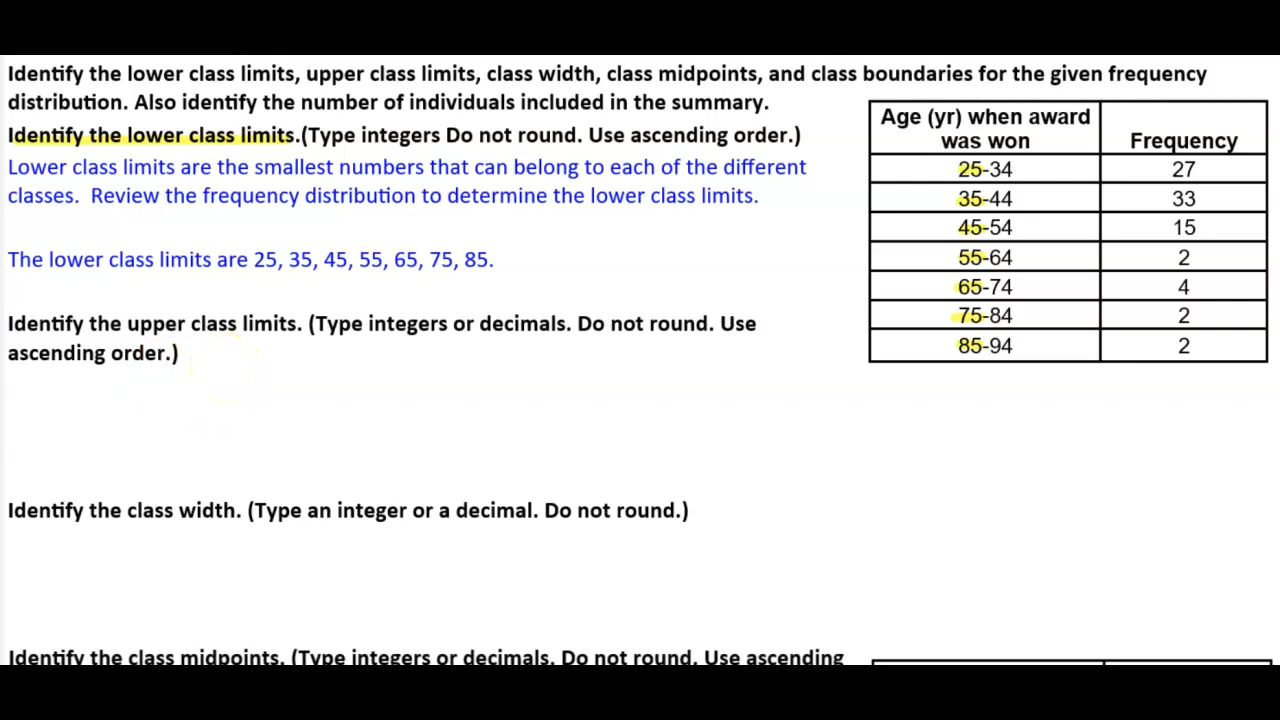 Identify the lower class limits, upper class limits, class width, class midpoints, and class boundaries for the given frequency
distribution. Also identify the number of individuals included in the summary.
Identify the lower class limits.(Type integers Do not round. Use ascending order.)
Lower class limits are the smallest numbers that can belong to each of the different
classes.  Review the frequency distribution to determine the lower class limits.
The lower class limits are 25, 35, 45, 55, 65, 75, 85.
Identify the upper class limits. (Type integers or decimals. Do not round. Use
ascending order.)
Identify the class width. (Type an integer or a decimal. Do not round.)
Identify the class midpoints. (Type integers or decimals. Do not round. Use ascending
Age (yr) when award
was won Frequency
25-34 27
35-44 33
45-54 15
55-64 2
65-74 4
75-84 2
85-94 2